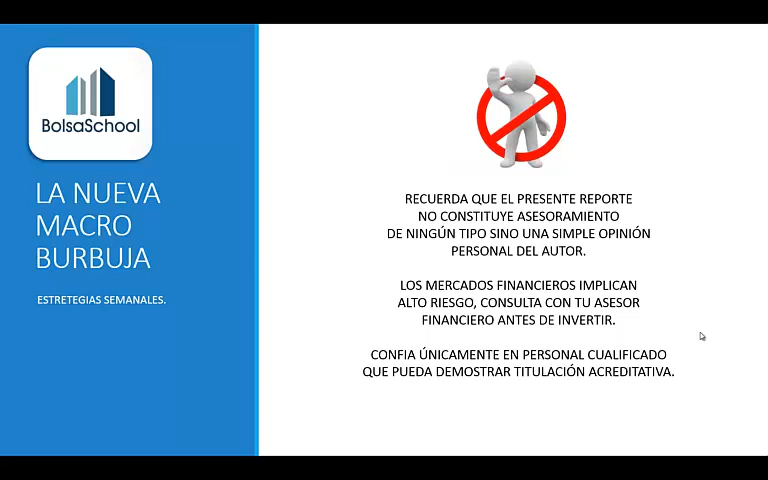 BolsaSchool
LA NUEVA
MACRO
BURBUJA
ESTRETEGIAS SEMANALES.
RECUERDA QUE EL PRESENTE REPORTE
NO CONSTITUYE ASESORAMIENTO
DE NINGÚN TIPO SINO UNA SIMPLE OPINIÓN
PERSONAL DEL AUTOR.
LOS MERCADOS FINANCIEROS IMPLICAN
ALTO RIESGO, CONSULTA CON TU ASESOR
FINANCIERO ANTES DE INVERTIR.
CONFIA ÚNICAMENTE EN PERSONAL CUALIFICADO
QUE PUEDA DEMOSTRAR TITULACIÓN ACREDITATIVA.